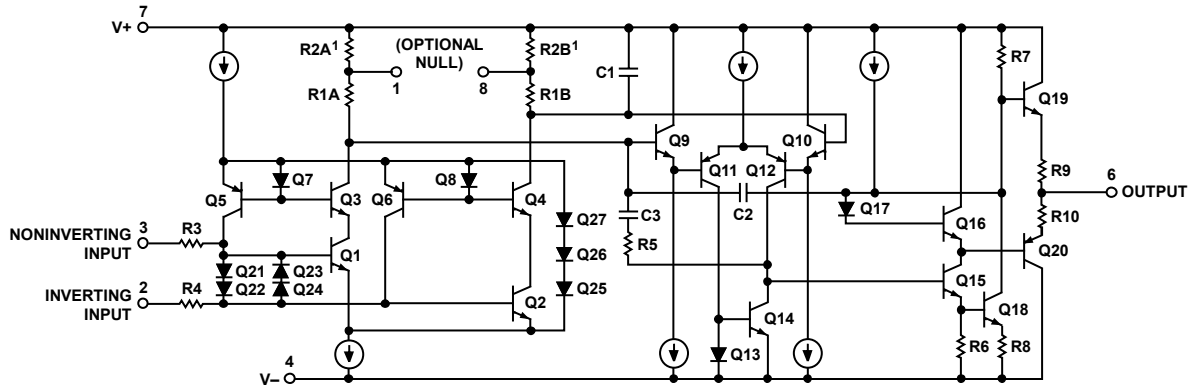 7
V+
R2A1
(OPTIONAL
NULL)
R2B1
R7
1
8
C1
R1A
R1B
Q19
Q9
Q10
Q11
Q12
R9
6
OUTPUT
Q7
Q8
Q5
Q3
Q6
Q4
C2
Q17
R10
Q27
C3
Q16
Q20
3
NONINVERTING
INPUT
R3
R5
Q1
Q26
Q21
Q23
Q15
Q22
Q24
Q25
2
INVERTING
INPUT
R4
Q2
Q18
Q14
Q13
R6
R8
4
V–